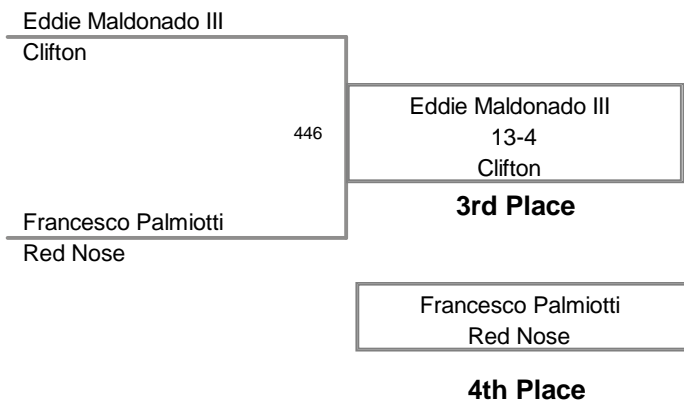 Eddie Maldonado III
Clifton
446
Eddie Maldonado III
13-4
Clifton
3rd Place
Francesco Palmiotti
Red Nose
Francesco Palmiotti
Red Nose
4th Place